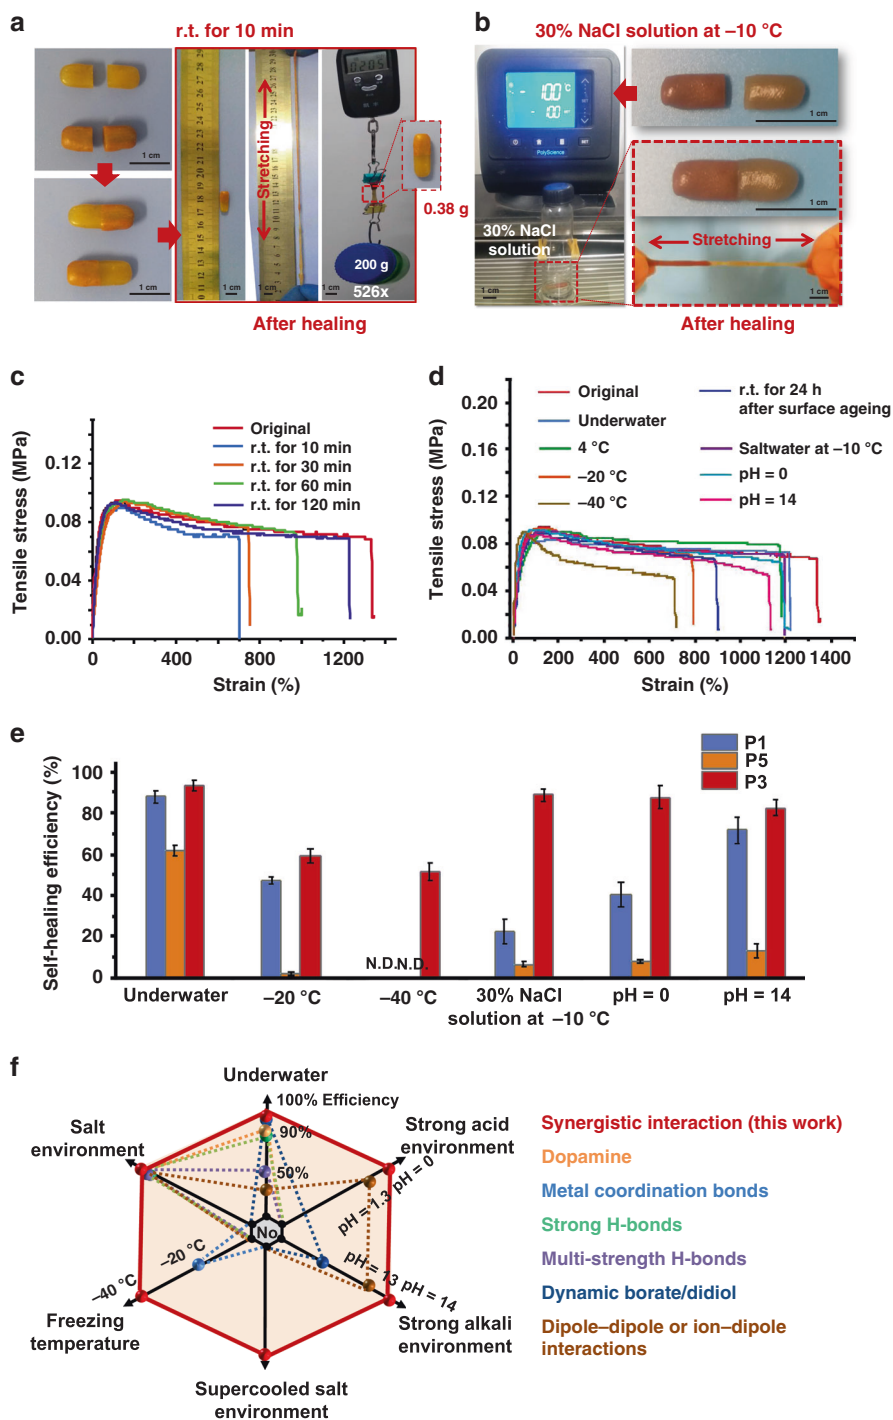 a
r.t. for 10 min
1 cm
1 cm
1 cm
1 cm
Stretching
1 cm
1 cm
200 g
526x
0.38 g
After healing
b
30% NaCl solution at –10 °C
PolyScience
30% NaCl
solution
1 cm
1 cm
1 cm
Stretching
1 cm
After healing
c
Tensile stress (MPa)
0.12
0.08
0.04
0.00
0 400 800 1200
Strain (%)
Original
r.t. for 10 min
r.t. for 30 min
r.t. for 60 min
r.t. for 120 min
d
Tensile stress (MPa)
0.20
0.16
0.12
0.08
0.04
0.00
0 200 400 600 800 1000 1200 1400
Strain (%)
Original
Underwater
4 °C
–20 °C
–40 °C
r.t. for 24 h
after surface ageing
Saltwater at –10 °C
pH = 0
pH = 14
e
Self-healing efficiency (%)
100
80
60
40
20
0
P1
P5
P3
N.D. N.D.
Underwater
–20 °C
–40 °C
30% NaCl
solution at –10 °C
pH = 0
pH = 14
f
Underwater
100% Efficiency
90%
50%
Strong acid
environment
pH = 1.3 pH = 0
Salt
environment
No
–20 °C
–40 °C
Freezing
temperature
pH = 13 pH = 14
Strong alkali
environment
Supercooled salt
environment
Synergistic interaction (this work)
Dopamine
Metal coordination bonds
Strong H-bonds
Multi-strength H-bonds
Dynamic borate/didiol
Dipole–dipole or ion–dipole
interactions